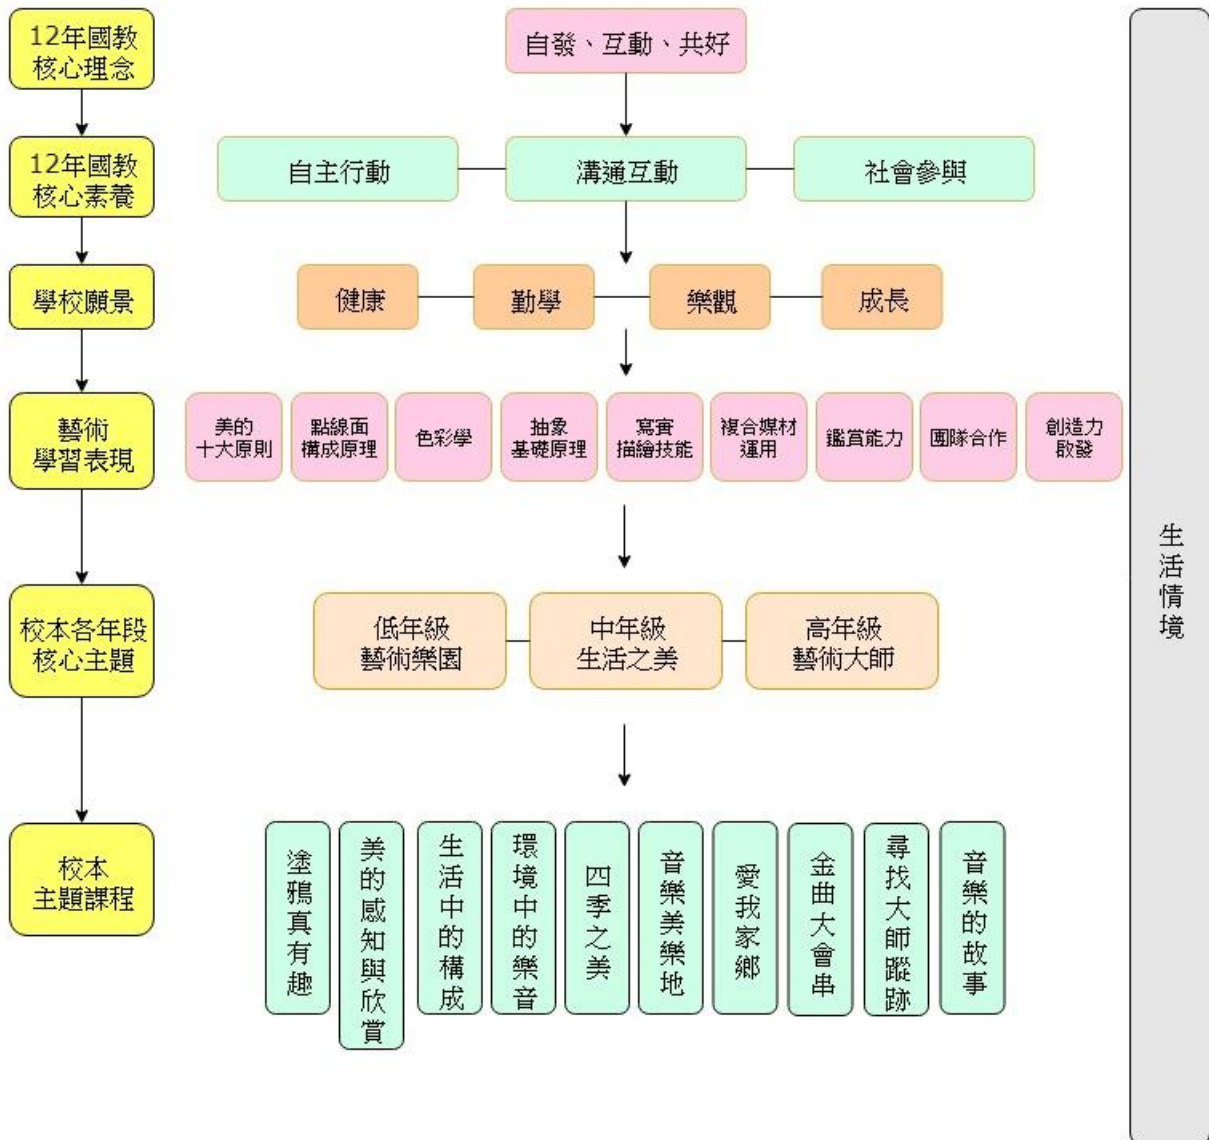 12年國教
核心理念
自發、互動、共好
12年國教
核心素養
自主行動
溝通互動
社會參與
學校願景
健康
勤學
樂觀
成長
藝術
學習表現
美的
十大原則
點線面
構成原理
色彩學
抽象
基礎原理
寫實
描繪技能
複合媒材
運用
鑑賞能力
團隊合作
創造力
啟發
校本各年段
核心主題
低年級
藝術樂園
中年級
生活之美
高年級
藝術大師
校本
主題課程
塗鴉真有趣
美的感知與欣賞
生活中的構成
環境中的樂音
四季之美
音樂美樂地
愛我家鄉
金曲大會串
尋找大師蹤跡
音樂的故事
生活情境